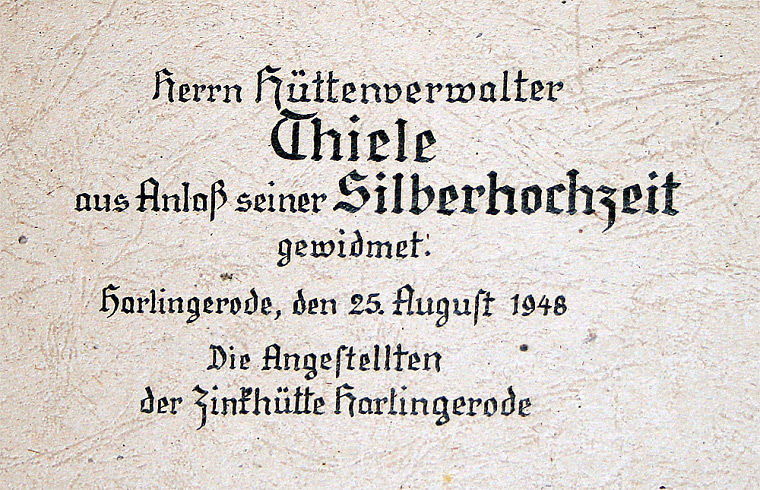 Herrn Hüttenverwalter
Thiele
aus Anlaß seiner Silberhochzeit
gewidmet:
Harlingerode, den 25. August 1948
Die Angestellten
der Zinkhütte Harlingerode